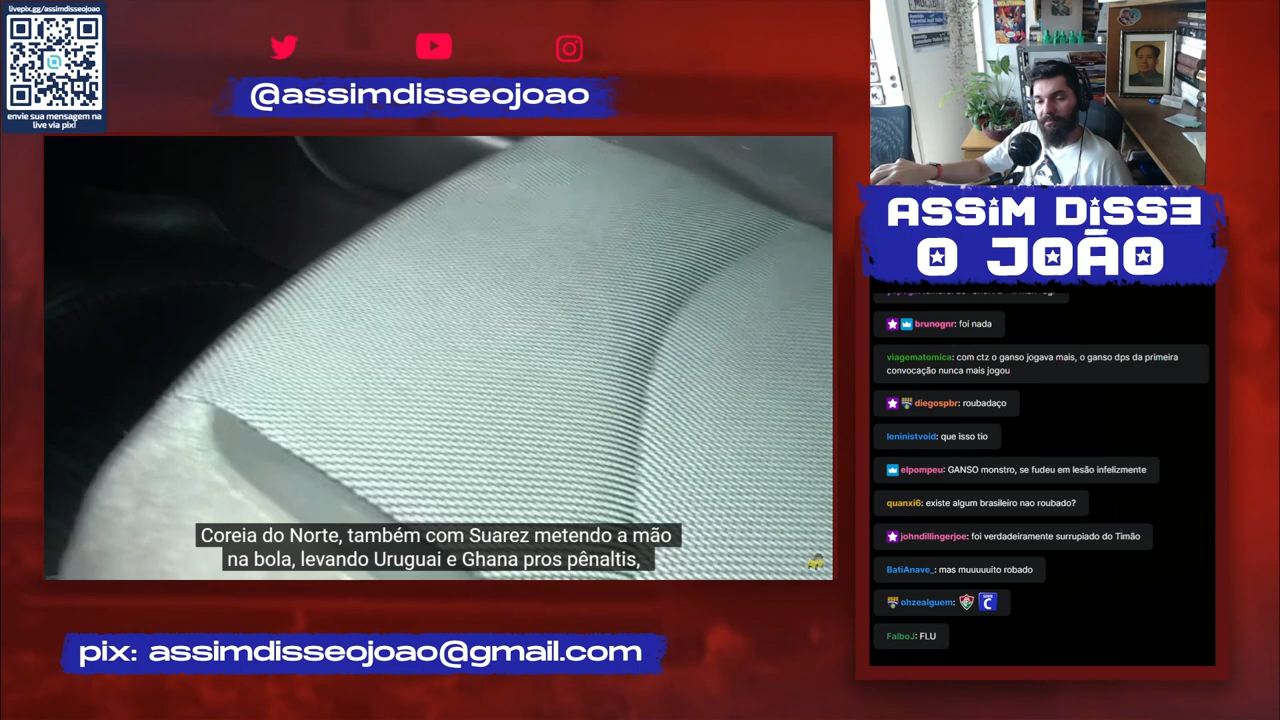 livepix.gg/assimdisseojoao
envie sua mensagem na
live via pix!
@assimdisseojoao
Coreia do Norte, também com Suarez metendo a mão
na bola, levando Uruguai e Ghana pros pênaltis,
pix: assimdisseojoao@gmail.com
ASSIM DISSE
O JOÃO
brunognr: foi nada
viagematomica: com ctz o ganso jogava mais, o ganso dps da primeira
convocação nunca mais jogou
diegospbr: roubadaço
leninistvoid: que isso tio
elpompeu: GANSO monstro, se fudeu em lesão infelizmente
quanxi6: existe algum brasileiro nao roubado?
johndillingerjoe: foi verdadeiramente surrupiado do Timão
BatiAnave_: mas muuuuuito robado
ohzealguem: SÉRIE C
FalboJ: FLU